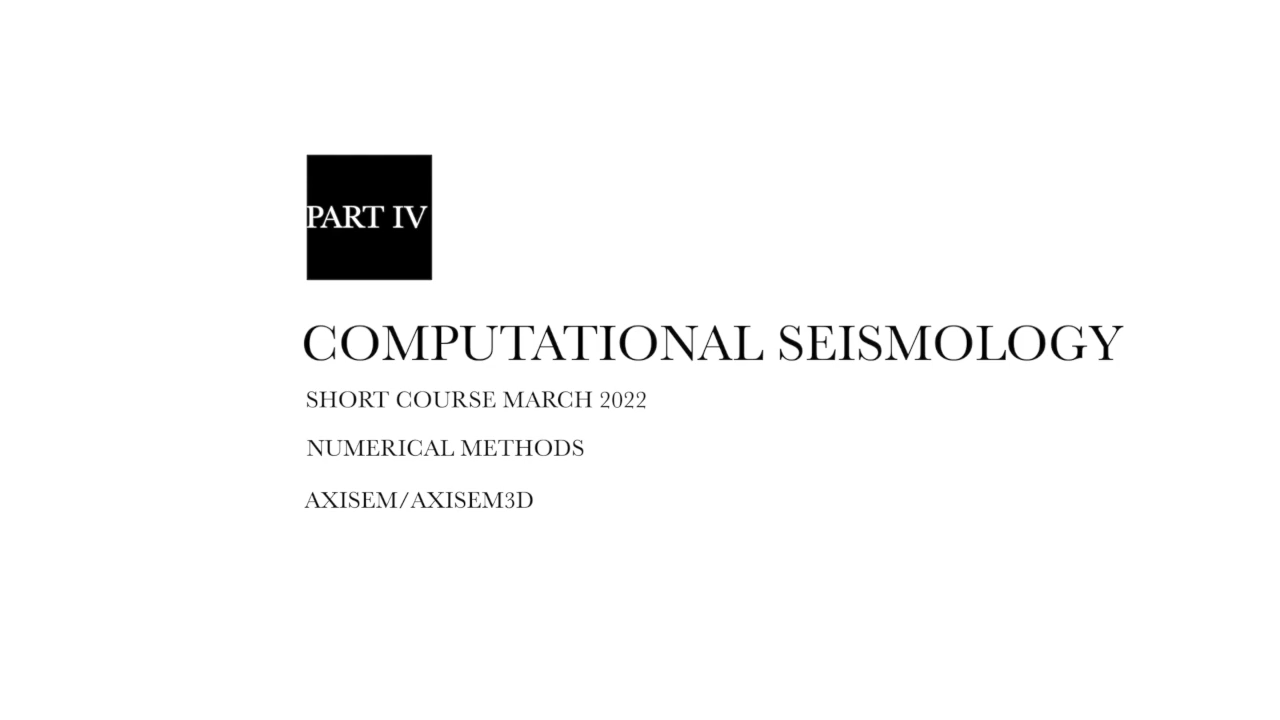 PART IV
COMPUTATIONAL SEISMOLOGY
SHORT COURSE MARCH 2022
NUMERICAL METHODS
AXISEM/AXISEM3D